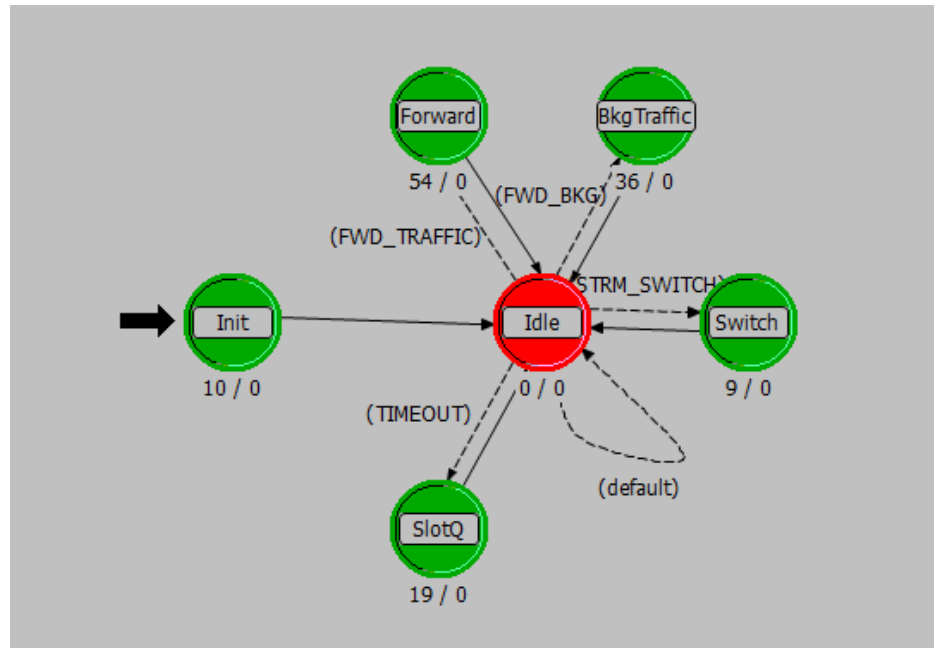 Forward
BkgTraffic
54 / 0
36 / 0
(FWD_BKG)
(FWD_TRAFFIC)
STRM_SWITCH)
Init
Idle
Switch
10 / 0
0 / 0
9 / 0
(TIMEOUT)
(default)
SlotQ
19 / 0